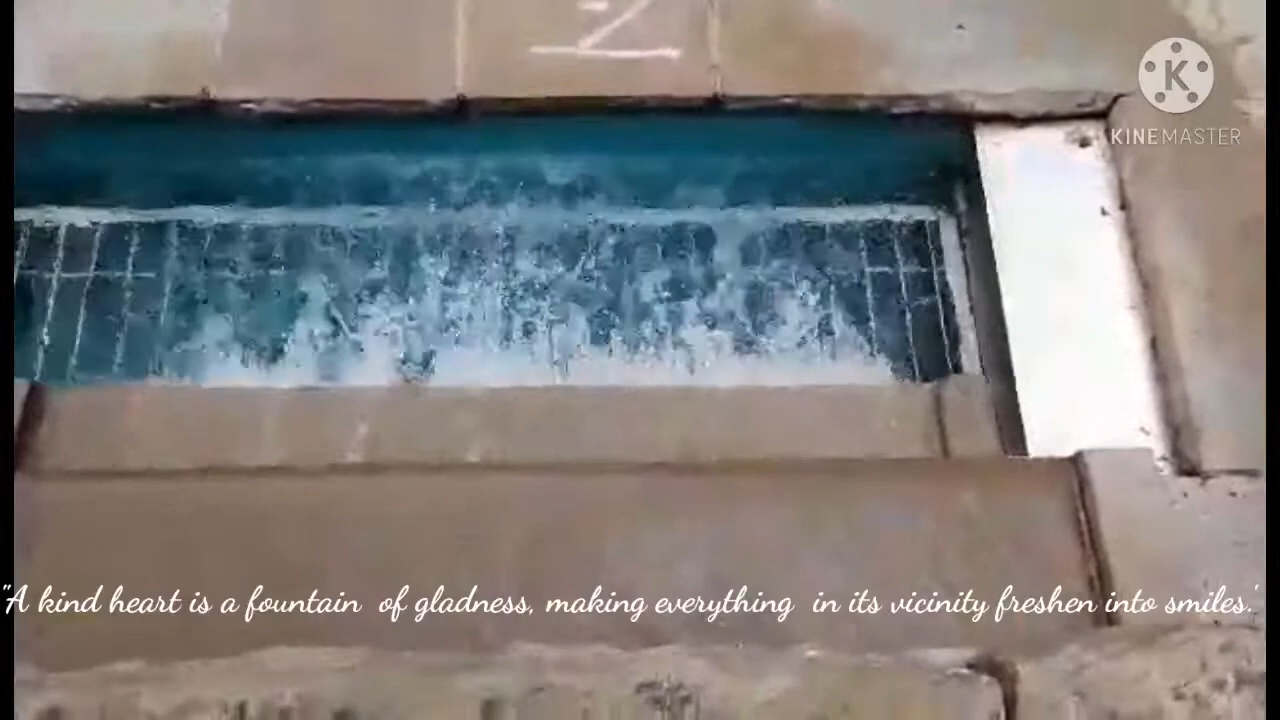 N
KINEMASTER
"A kind heart is a fountain of gladness, making everything in its vicinity freshen into smiles.'